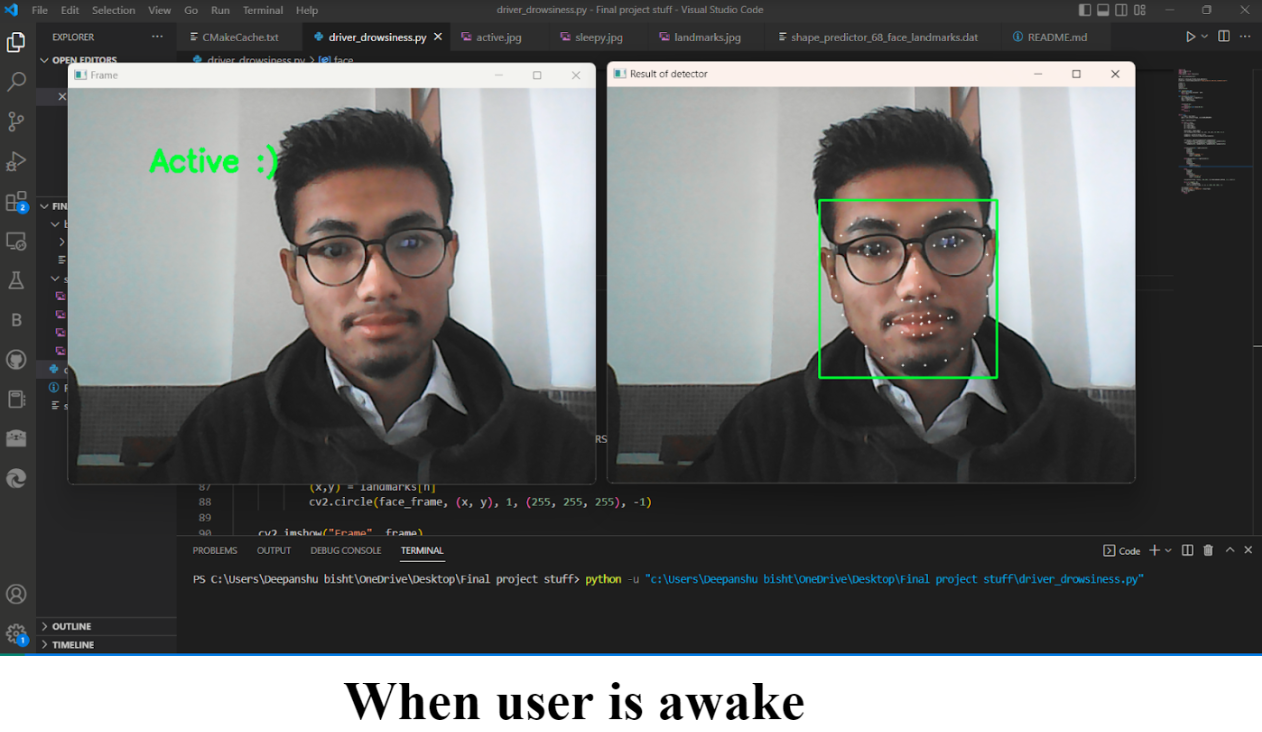 File Edit Selection View Go Run Terminal Help driver_drowsiness.py - Final project stuff - Visual Studio Code
EXPLORER ... CMakeCache.txt driver_drowsiness.py active.jpg sleepy.jpg landmarks.jpg shape_predictor_68_face_landmarks.dat README.md
OPEN EDITORS driver_drowsiness.py > face
Frame
Result of detector
Active :)
2
FIN
B
RS
87 (x,y) = landmarks[n]
88 cv2.circle(face_frame, (x, y), 1, (255, 255, 255), -1)
89
90 cv2.imshow("Frame", frame)
PROBLEMS OUTPUT DEBUG CONSOLE TERMINAL Code
PS C:\Users\Deepanshu bisht\OneDrive\Desktop\Final project stuff> python -u "c:\Users\Deepanshu bisht\OneDrive\Desktop\Final project stuff\driver_drowsiness.py"
OUTLINE
1
TIMELINE
When user is awake